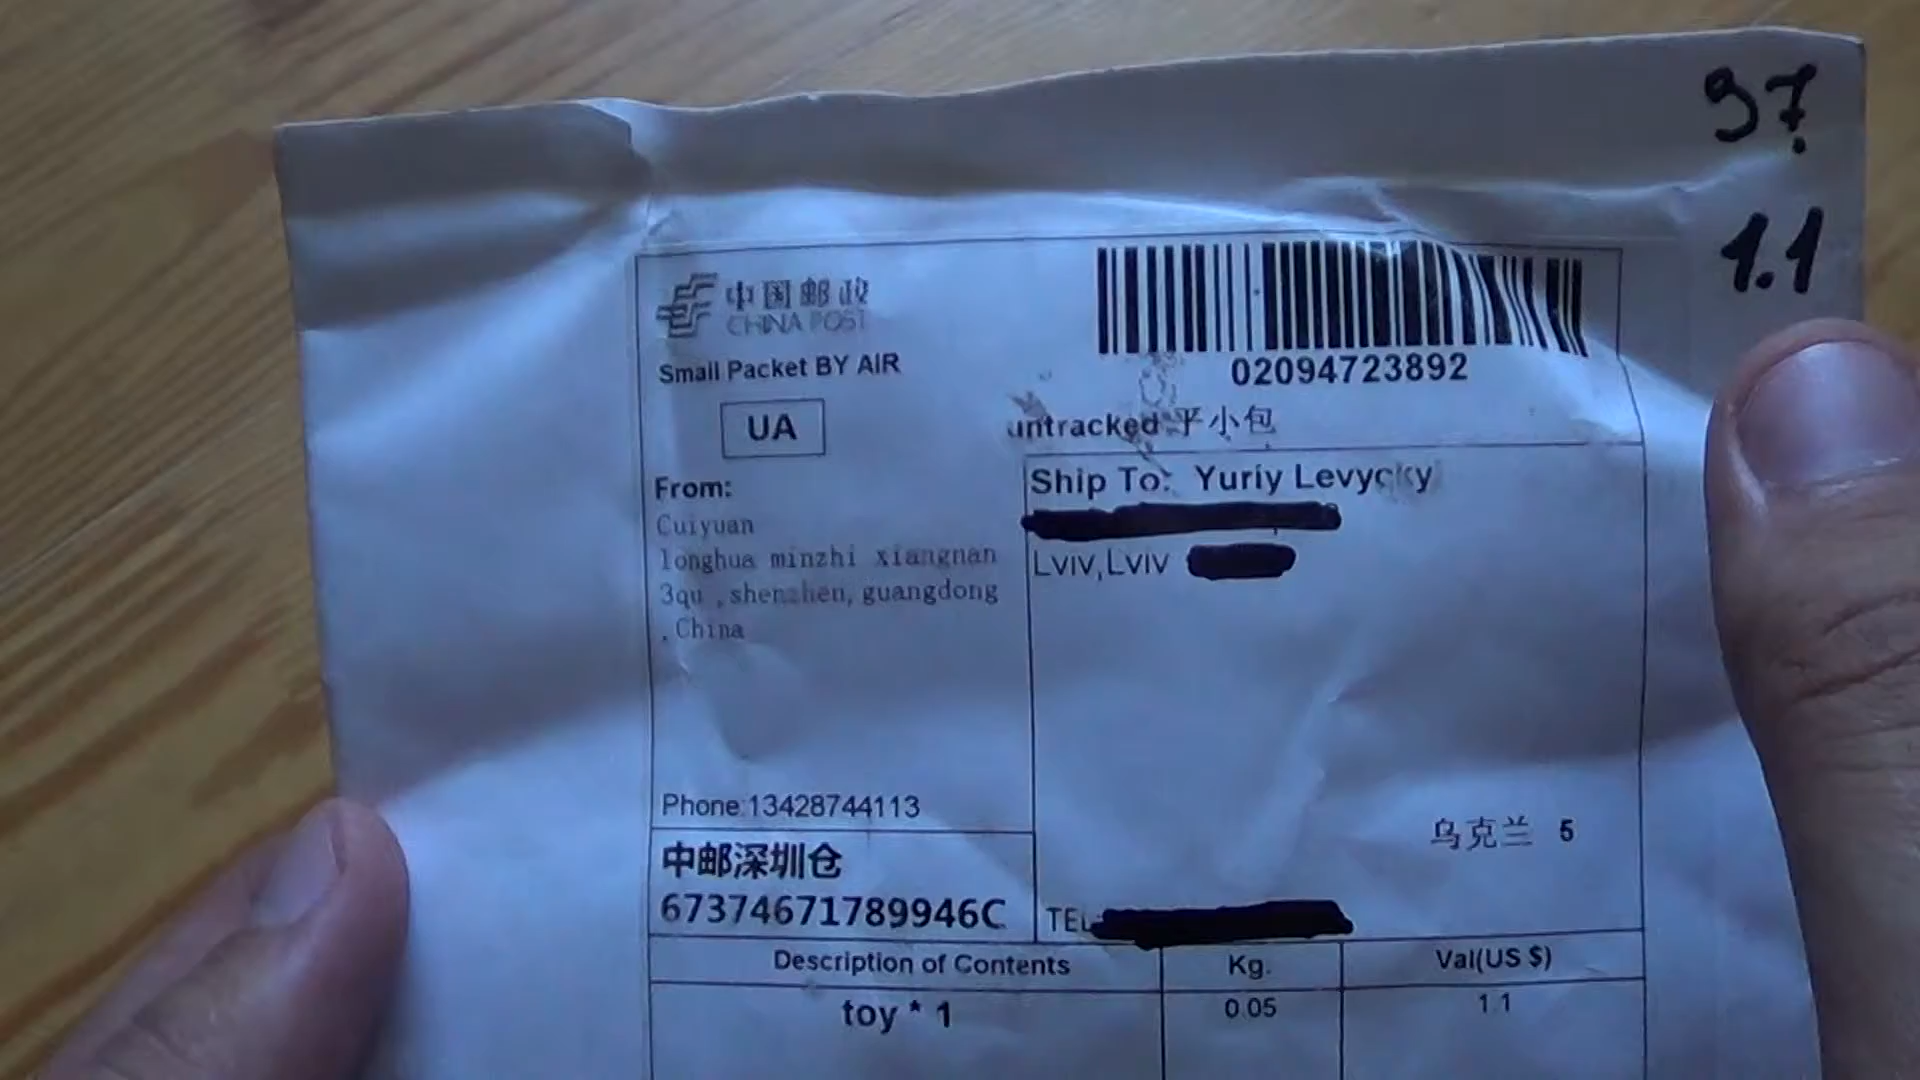 37
1.1
中国邮政
CHINA POST
Small Packet BY AIR
UA
02094723892
untracked 平小包
From:
Cuiyuan
longhua minzhi xiangnan
3qu , shenzhen, guangdong
, China
Phone:13428744113
Ship To: Yuriy Levycky
Lviv,Lviv
乌克兰 5
TEL:
中邮深圳仓
67374671789946C
Description of Contents Kg. Val(US $)
toy * 1 0.05 1.1